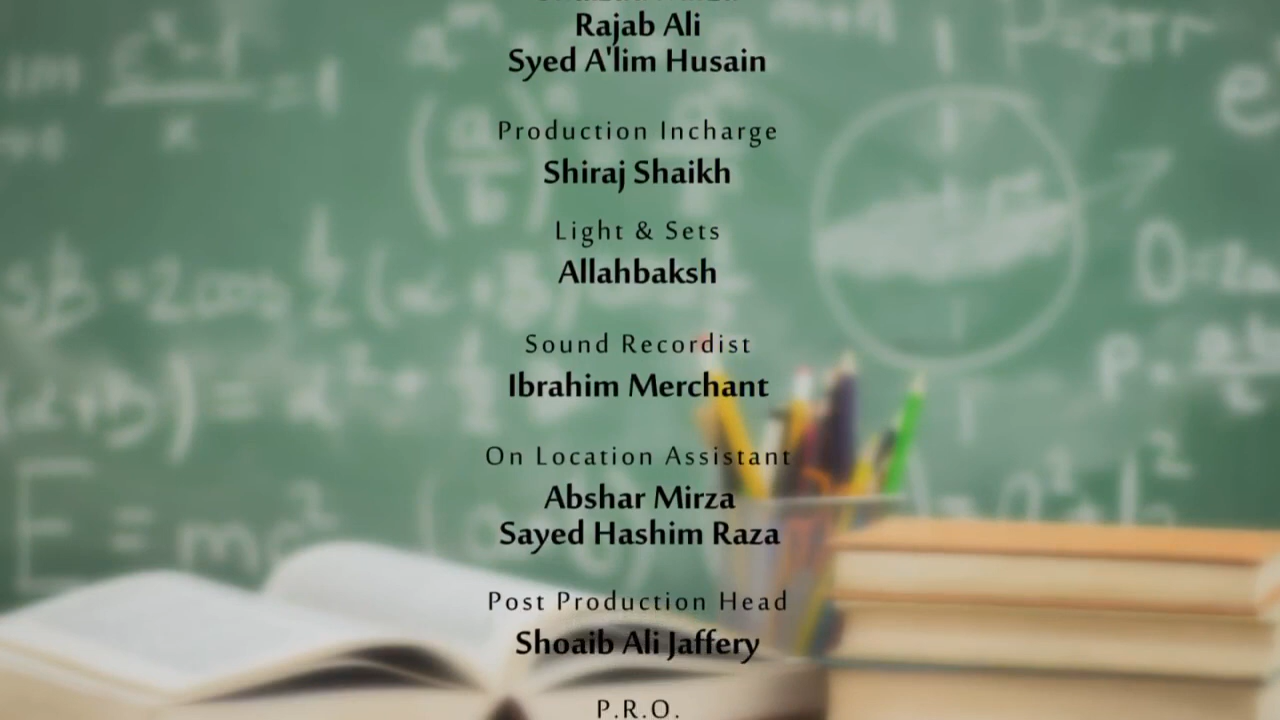 Rajab Ali
Syed A'lim Husain
Production Incharge
Shiraj Shaikh
Light & Sets
Allahbaksh
Sound Recordist
Ibrahim Merchant
On Location Assistant
Abshar Mirza
Sayed Hashim Raza
Post Production Head
Shoaib Ali Jaffery
P.R.O.